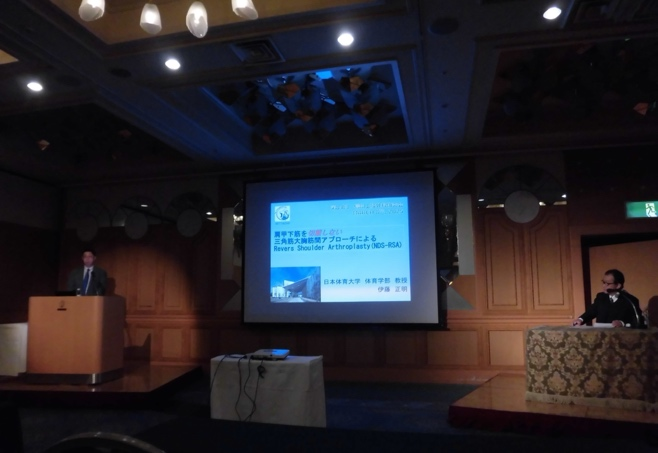 肩甲下筋を切離しない
三角筋大胸筋間アプローチによる
Revers Shoulder Arthroplasty(NDS-RSA)
日本体育大学 体育学部 教授
伊藤 正明